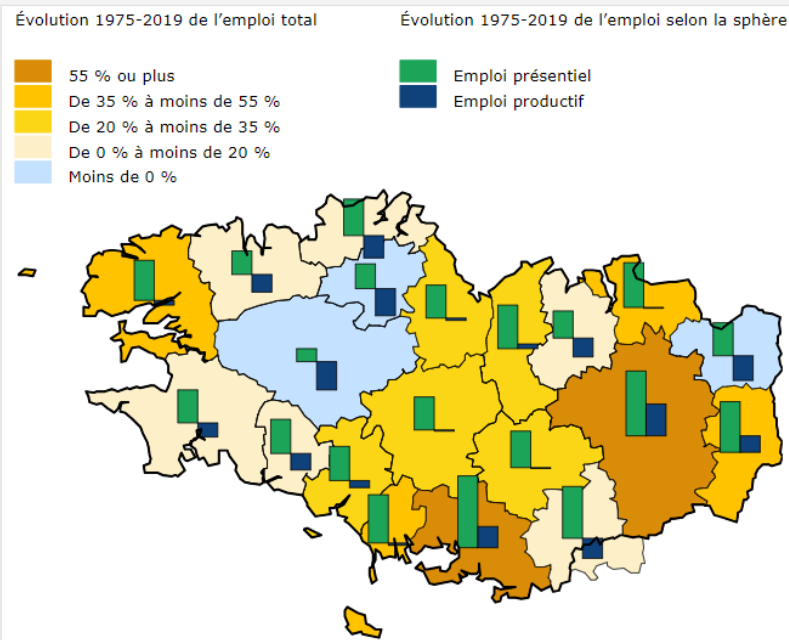 Évolution 1975-2019 de l'emploi total
55 % ou plus
De 35 % à moins de 55 %
De 20 % à moins de 35 %
De 0 % à moins de 20 %
Moins de 0 %
Évolution 1975-2019 de l'emploi selon la sphère
Emploi présentiel
Emploi productif